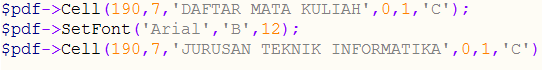 $pdf->Cell(190,7,'DAFTAR MATA KULIAH',0,1,'C');
$pdf->SetFont('Arial','B',12);
$pdf->Cell(190,7,'JURUSAN TEKNIK INFORMATIKA',0,1,'C')